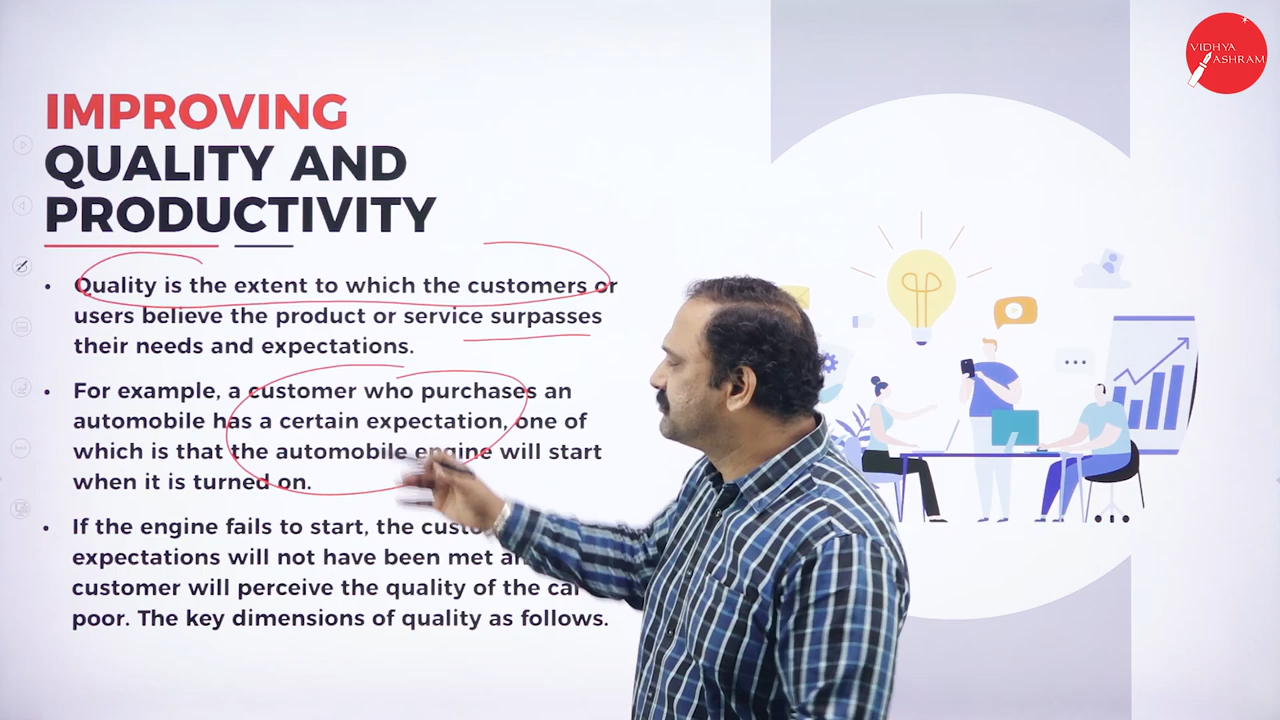 IMPROVING
QUALITY AND
PRODUCTIVITY
• Quality is the extent to which the customers or
users believe the product or service surpasses
their needs and expectations.
• For example, a customer who purchases an
automobile has a certain expectation, one of
which is that the automobile engine will start
when it is turned on.
• If the engine fails to start, the
expectations will not have been met
customer will perceive the quality of the car
poor. The key dimensions of quality as follows.
VIDHYA
ASHRAM